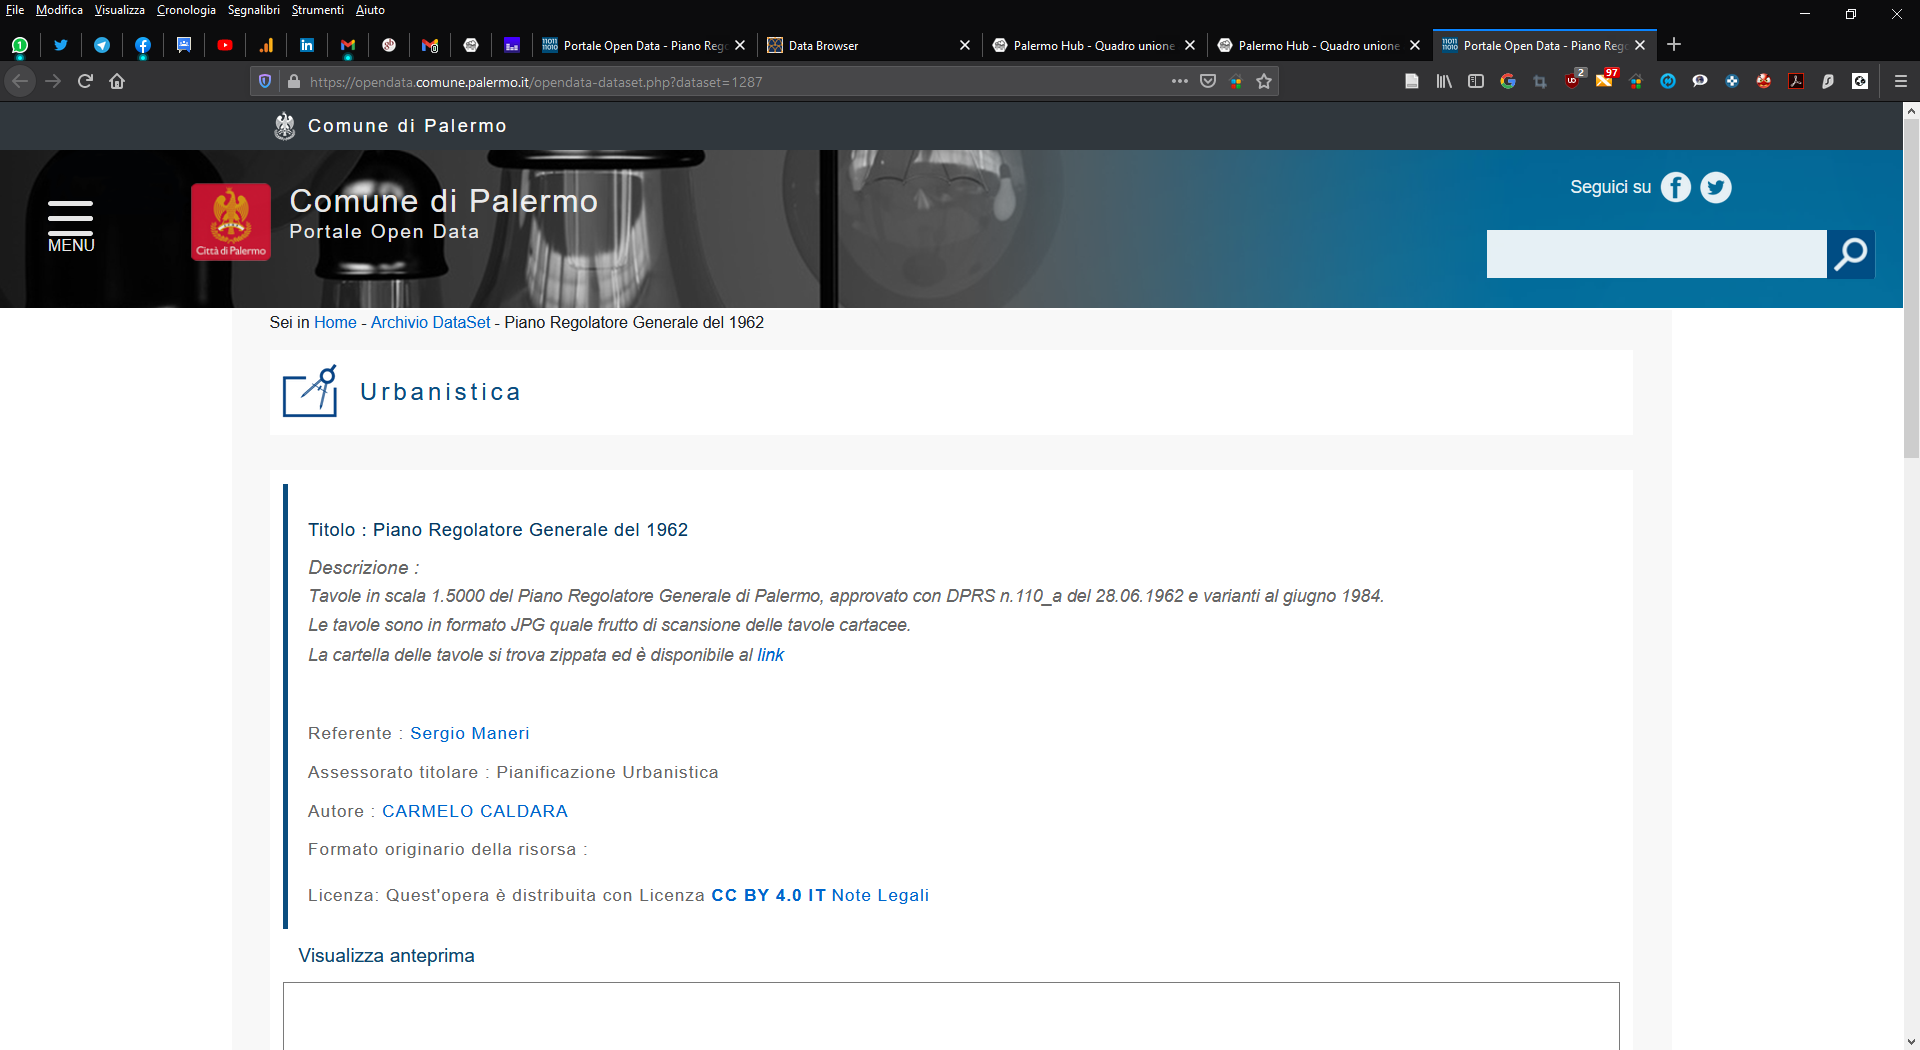 File Modifica Visualizza Cronologia Segnalibri Strumenti Aiuto
Portale Open Data - Piano Reg
Data Browser
Palermo Hub - Quadro unione
Palermo Hub - Quadro unione
Portale Open Data - Piano Reg
https://opendata.comune.palermo.it/opendata-dataset.php?dataset=1287
2
97
Comune di Palermo
MENU
Città di Palermo
Comune di Palermo
Portale Open Data
Seguici su
Sei in Home - Archivio DataSet - Piano Regolatore Generale del 1962
Urbanistica
Titolo : Piano Regolatore Generale del 1962
Descrizione :
Tavole in scala 1.5000 del Piano Regolatore Generale di Palermo, approvato con DPRS n.110_a del 28.06.1962 e varianti al giugno 1984.
Le tavole sono in formato JPG quale frutto di scansione delle tavole cartacee.
La cartella delle tavole si trova zippata ed è disponibile al link
Referente : Sergio Maneri
Assessorato titolare : Pianificazione Urbanistica
Autore : CARMELO CALDARA
Formato originario della risorsa :
Licenza: Quest'opera è distribuita con Licenza CC BY 4.0 IT Note Legali
Visualizza anteprima